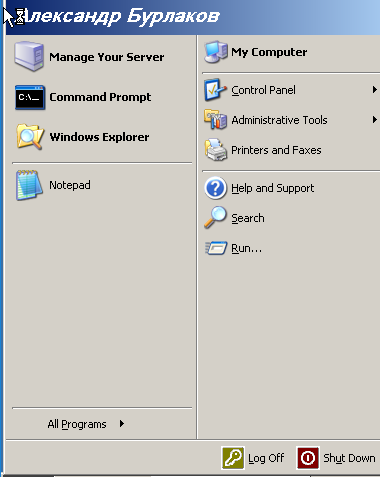 Александр Бурлаков
Manage Your Server
Command Prompt
C:\_
Windows Explorer
Notepad
All Programs
My Computer
Control Panel
Administrative Tools
Printers and Faxes
Help and Support
Search
Run...
Log Off
Shut Down